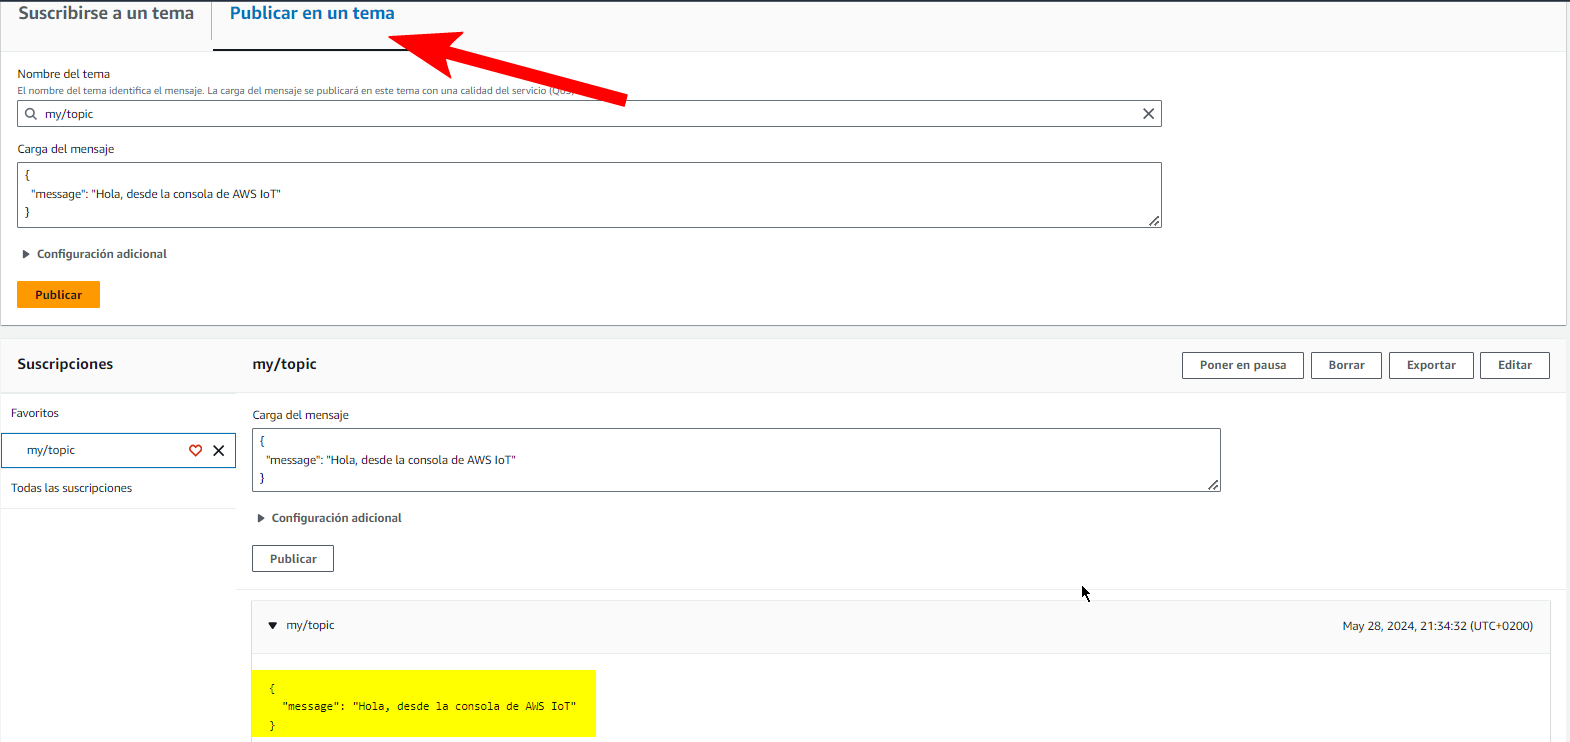 Suscribirse a un tema
Publicar en un tema
Nombre del tema
El nombre del tema identifica el mensaje. La carga del mensaje se publicará en este tema con una calidad del servicio
my/topic
Carga del mensaje
{
"message": "Hola, desde la consola de AWS IoT"
}
Configuración adicional
Publicar
Suscripciones
Favoritos
my/topic
Todas las suscripciones
my/topic
Poner en pausa
Borrar
Exportar
Editar
Carga del mensaje
{
"message": "Hola, desde la consola de AWS IoT"
}
Configuración adicional
Publicar
my/topic
May 28, 2024, 21:34:32 (UTC+0200)
{
"message": "Hola, desde la consola de AWS IoT"
}